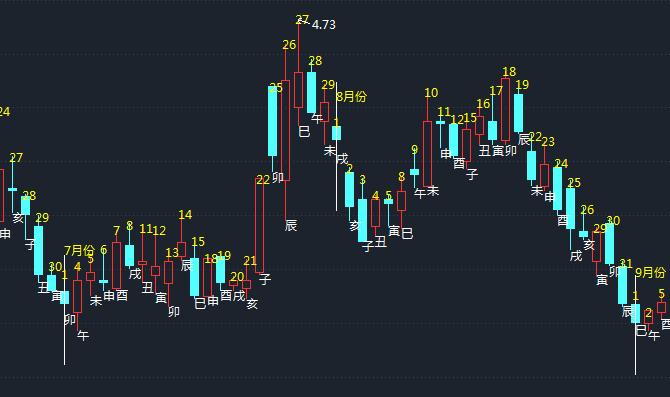 24
申
27
亥
28
子
29
丑
30
寅
7月份
1
卯
4
午
5
未
6
申
7
酉
8
戌
11
丑
12
寅
13
卯
14
辰
15
巳
18
申
19
酉
20
戌
21
亥
22
子
25
卯
26
辰
27
4.73
巳
28
午
29
未
8月份
1
戌
2
亥
3
子
4
丑
5
寅
8
巳
9
午
10
未
11
申
12
酉
15
子
16
丑
17
寅
18
卯
19
辰
22
未
23
申
24
酉
25
戌
26
亥
29
寅
30
卯
31
辰
9月份
1
巳
2
午
5
酉